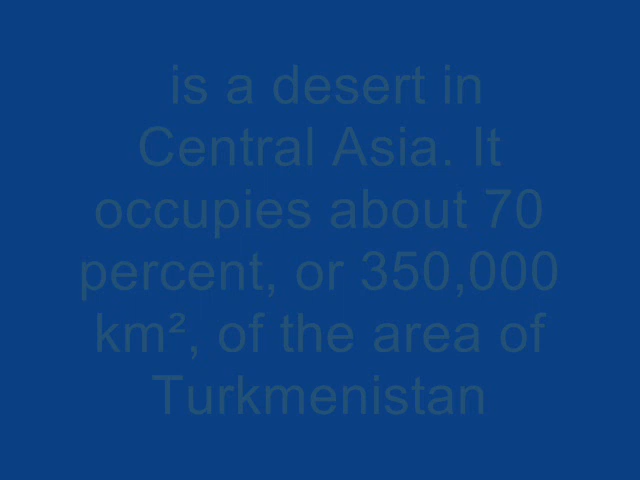 is a desert in
Central Asia. It
occupies about 70
percent, or 350,000
km², of the area of
Turkmenistan